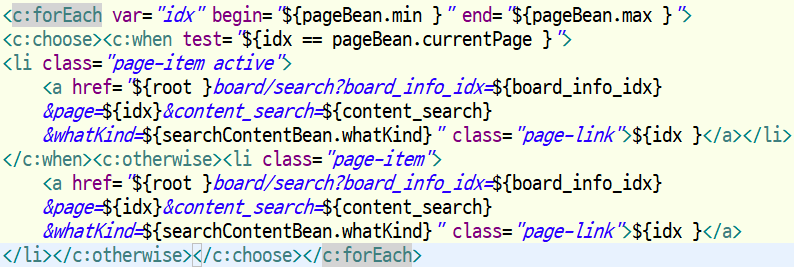 <c:forEach var="idx" begin="${pageBean.min }" end="${pageBean.max }">
<c:choose><c:when test="${idx == pageBean.currentPage }">
<li class="page-item active">
<a href="${root }board/search?board_info_idx=${board_info_idx}
&page=${idx}&content_search=${content_search}
&whatKind=${searchContentBean.whatKind}" class="page-link">${idx }</a></li>
</c:when><c:otherwise><li class="page-item">
<a href="${root }board/search?board_info_idx=${board_info_idx}
&page=${idx}&content_search=${content_search}
&whatKind=${searchContentBean.whatKind}" class="page-link">${idx }</a>
</li></c:otherwise></c:choose></c:forEach>